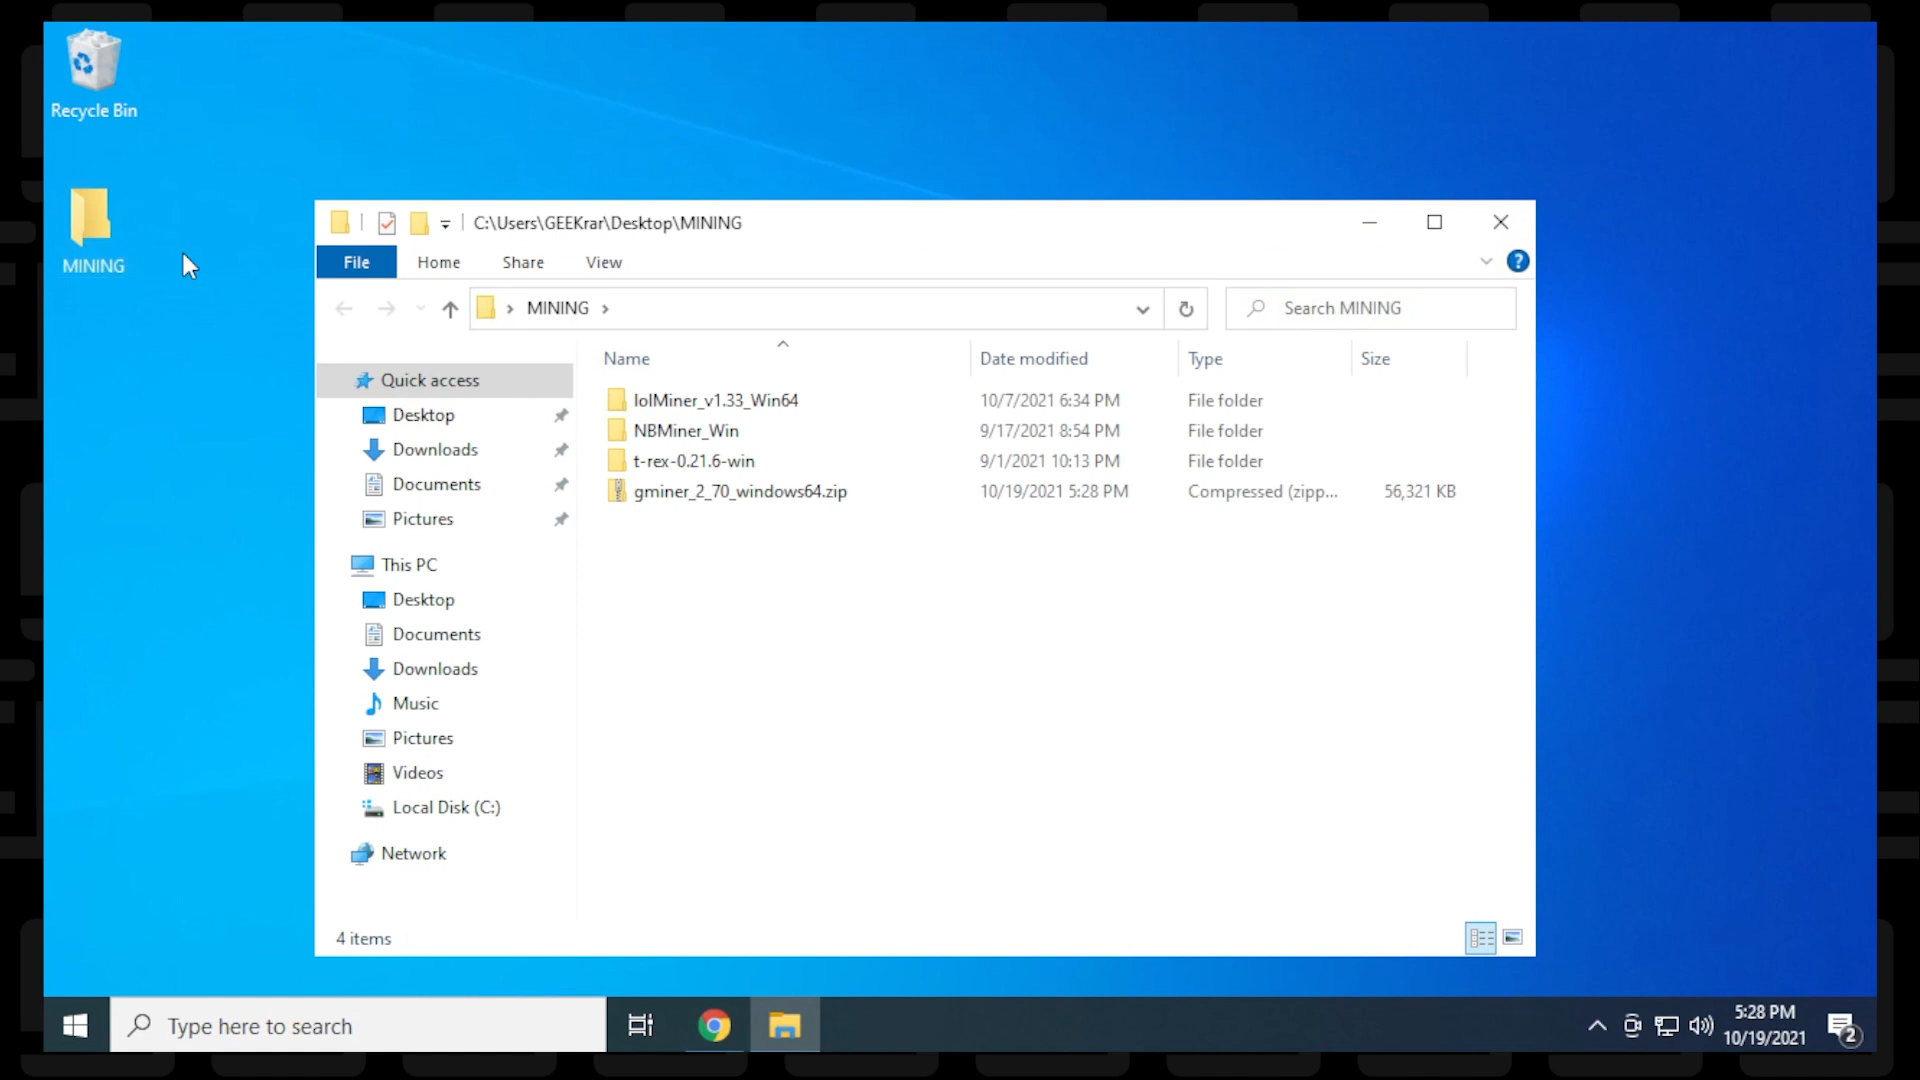 Recycle Bin
MINING
C:\Users\GEEKrar\Desktop\MINING
File Home Share View
MINING
Search MINING
Name Date modified Type Size
Quick access
Desktop
Downloads
Documents
Pictures
This PC
Desktop
Documents
Downloads
Music
Pictures
Videos
Local Disk (C:)
Network
lolMiner_v1.33_Win64 10/7/2021 6:34 PM File folder
NBMiner_Win 9/17/2021 8:54 PM File folder
t-rex-0.21.6-win 9/1/2021 10:13 PM File folder
gminer_2_70_windows64.zip 10/19/2021 5:28 PM Compressed (zipp... 56,321 KB
4 items
Type here to search
5:28 PM
10/19/2021
2